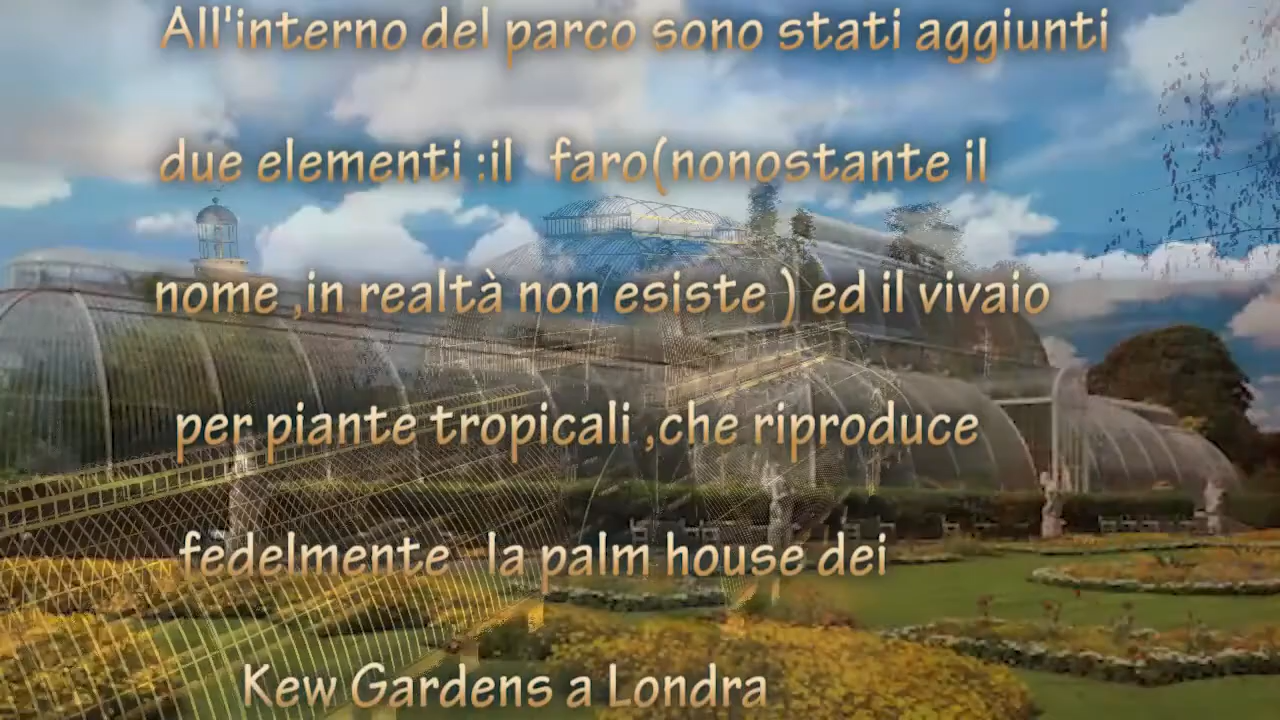 All'interno del parco sono stati aggiunti
due elementi :il faro(nonostante il
nome ,in realtà non esiste ) ed il vivaio
per piante tropicali ,che riproduce
fedelmente la palm house dei
Kew Gardens a Londra